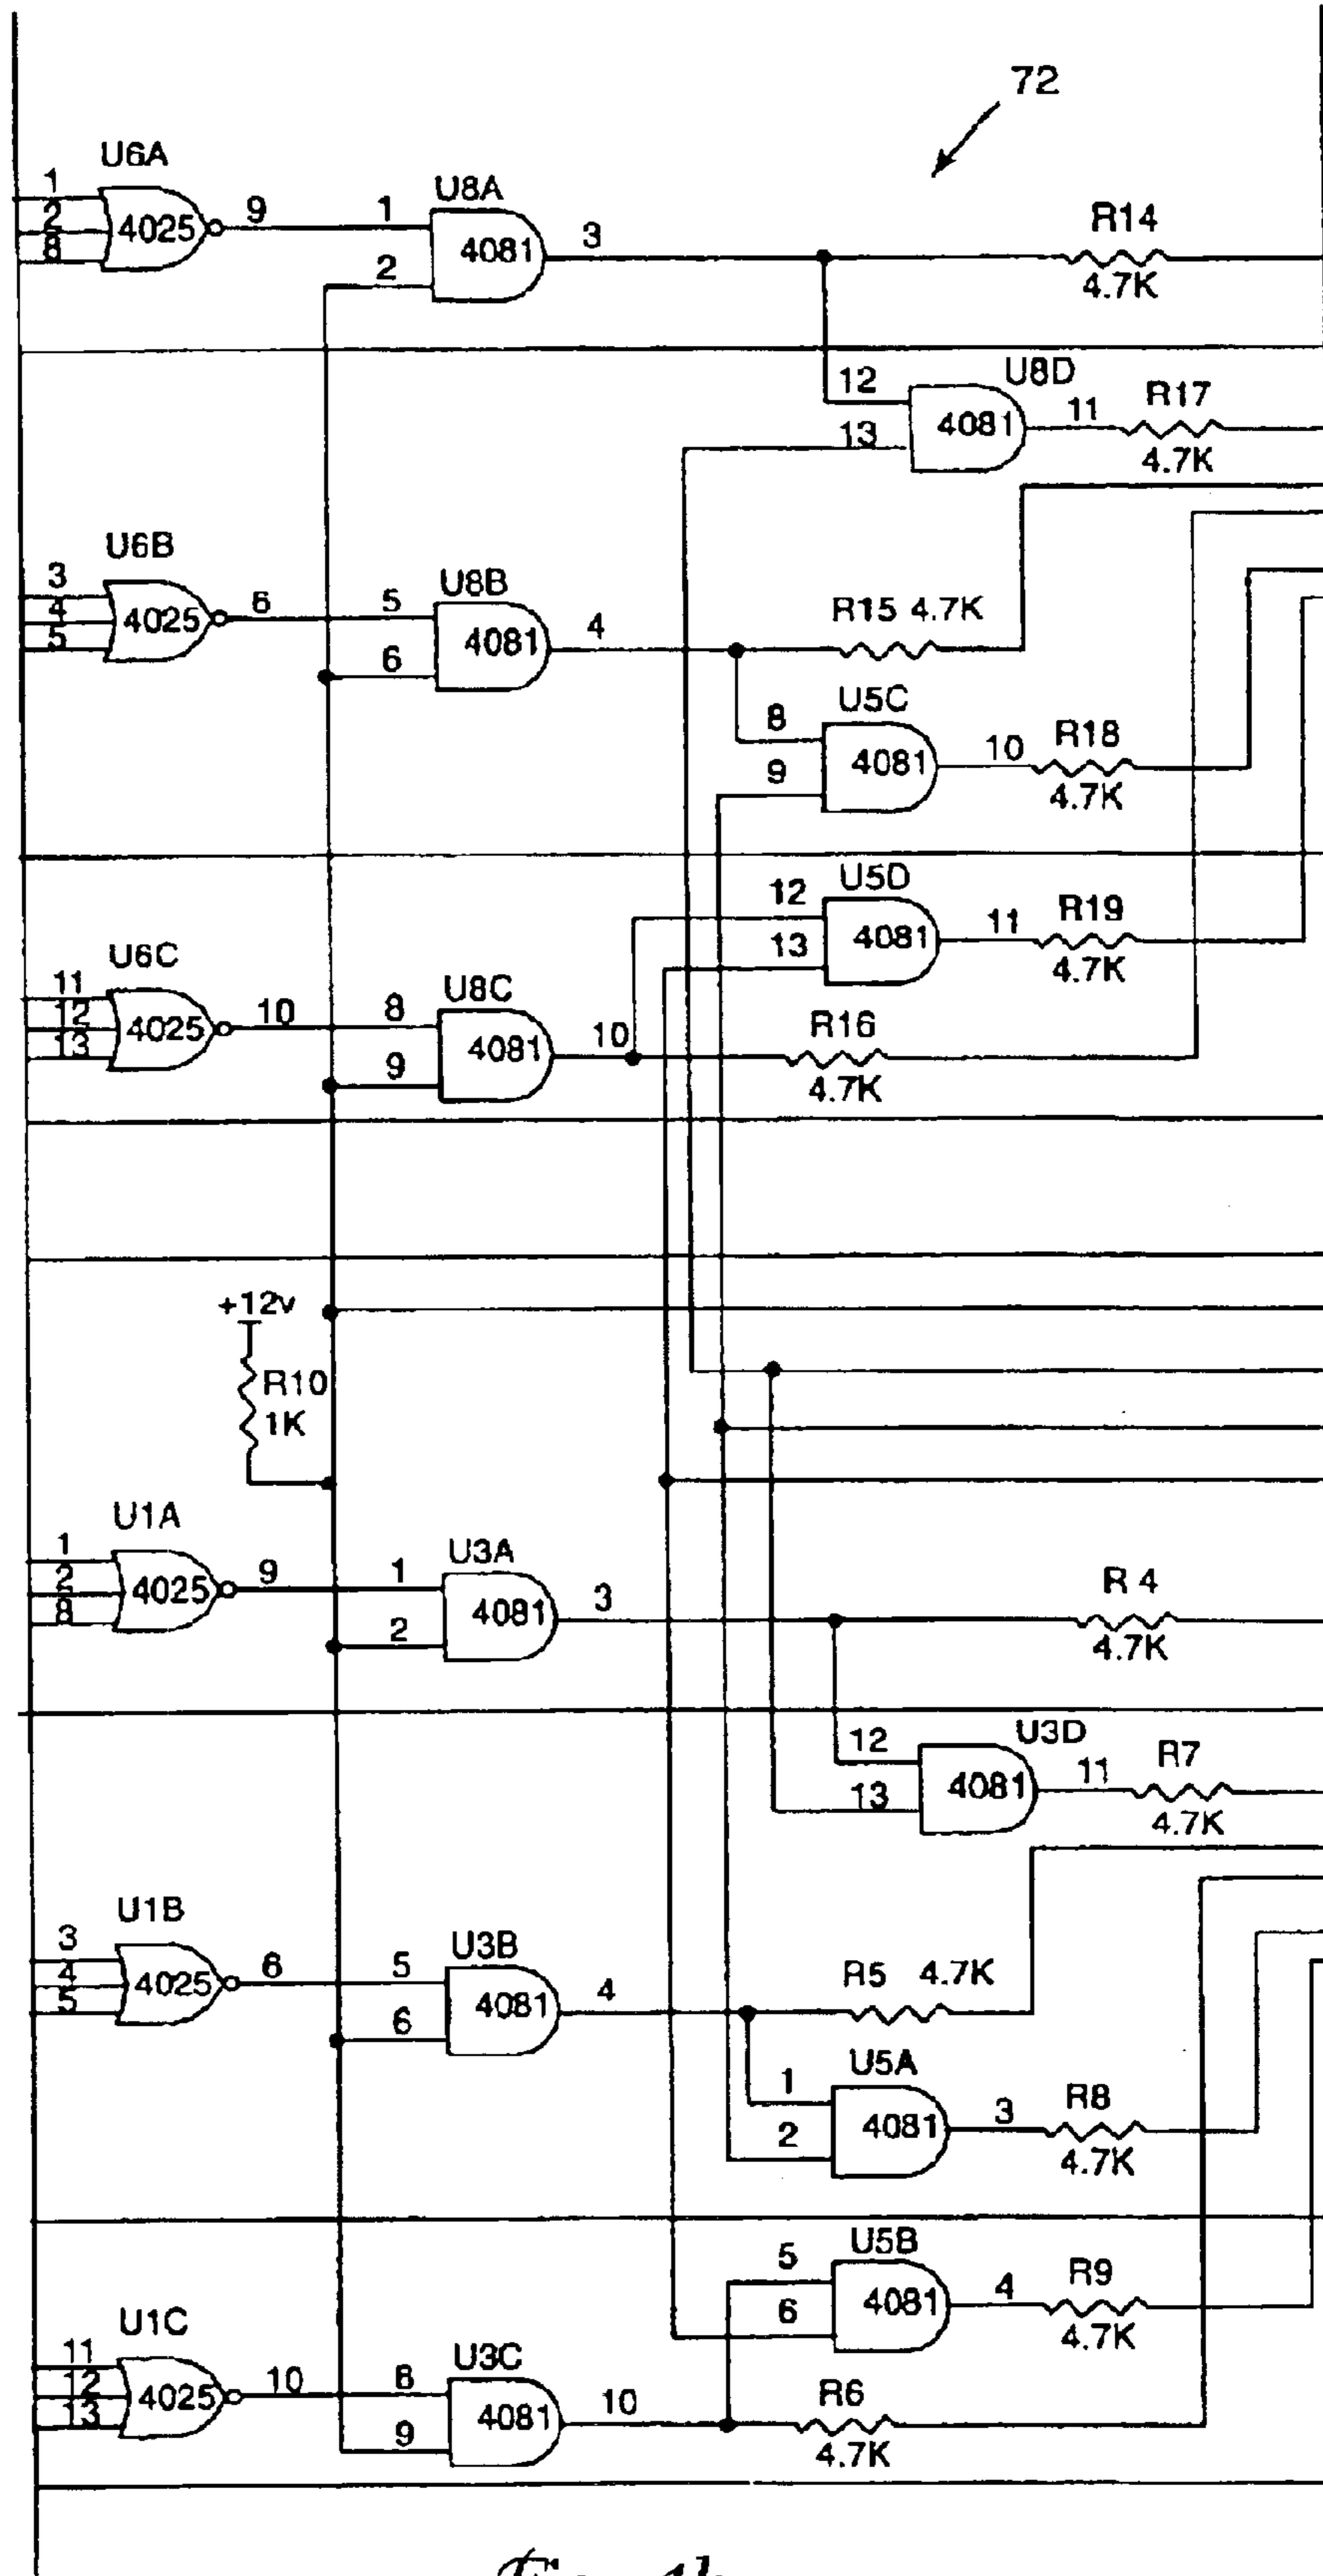 72
U6A
1
2
8
4025
9
1
2
U8A
4081
3
R14
4.7K
12
13
U8D
4081
11
R17
4.7K
U6B
3
4
5
4025
6
5
6
U8B
4081
4
R15 4.7K
U5C
8
9
4081
10
R18
4.7K
U5D
12
13
4081
11
R19
4.7K
U6C
11
12
13
4025
10
8
9
U8C
4081
10
R16
4.7K
+12v
R10
1K
U1A
1
2
8
4025
9
1
2
U3A
4081
3
R 4
4.7K
U3D
12
13
4081
11
R7
4.7K
U1B
3
4
5
4025
6
5
6
U3B
4081
4
R5 4.7K
U5A
1
2
4081
3
R8
4.7K
U5B
5
6
4081
4
R9
4.7K
U1C
11
12
13
4025
10
8
9
U3C
4081
10
R6
4.7K